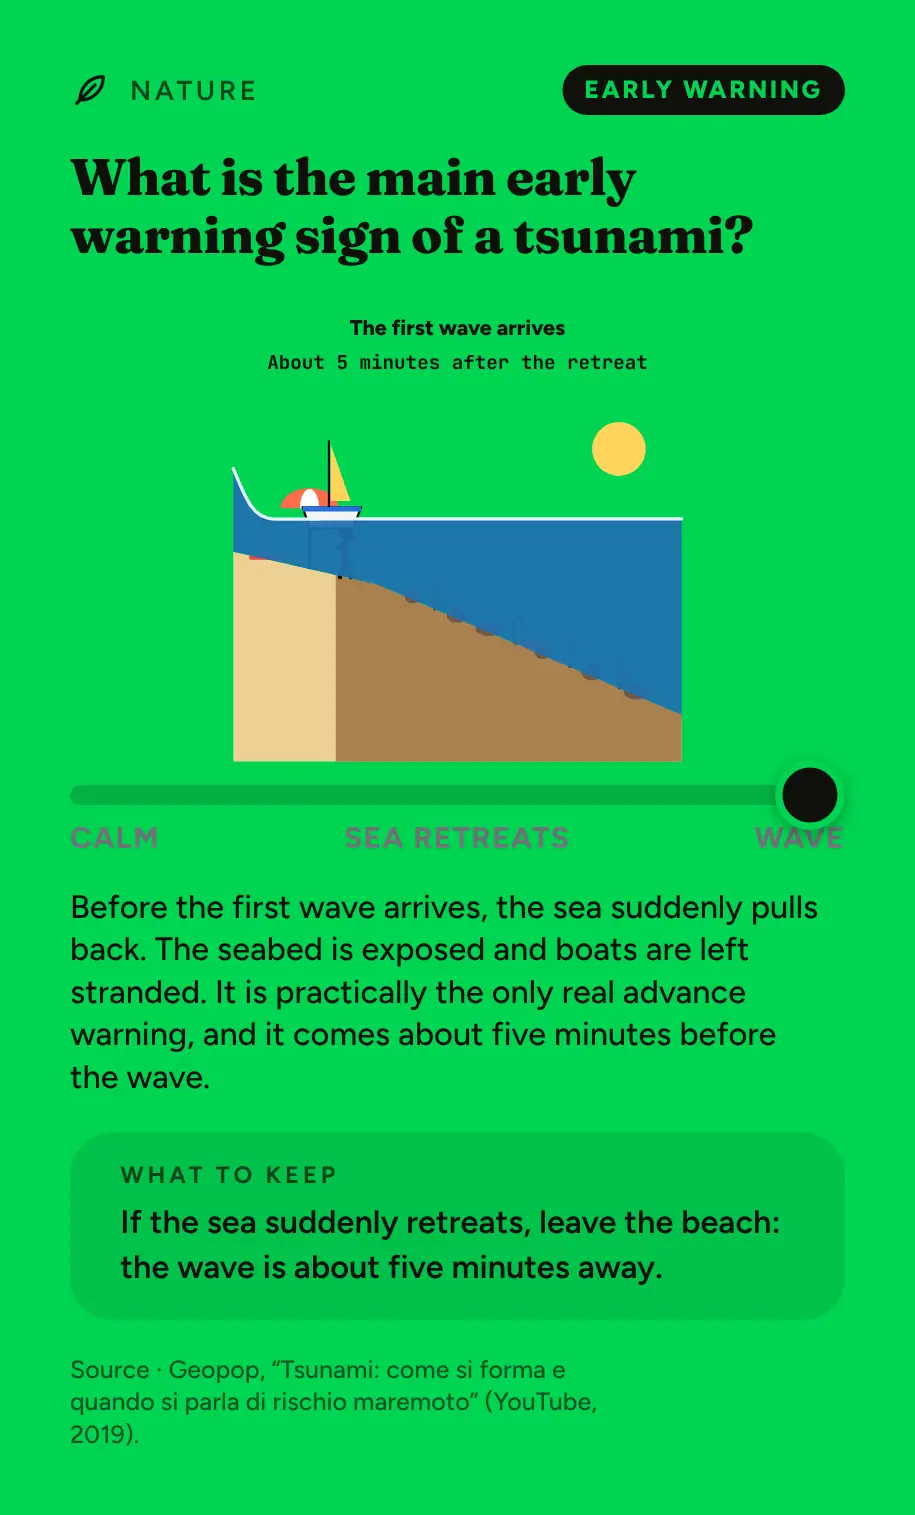 NATURE
EARLY WARNING
What is the main early
warning sign of a tsunami?
The first wave arrives
About 5 minutes after the retreat
CALM
SEA RETREATS
WAVE
Before the first wave arrives, the sea suddenly pulls
back. The seabed is exposed and boats are left
stranded. It is practically the only real advance
warning, and it comes about five minutes before
the wave.
WHAT TO KEEP
If the sea suddenly retreats, leave the beach:
the wave is about five minutes away.
Source · Geopop, “Tsunami: come si forma e
quando si parla di rischio maremoto” (YouTube,
2019).